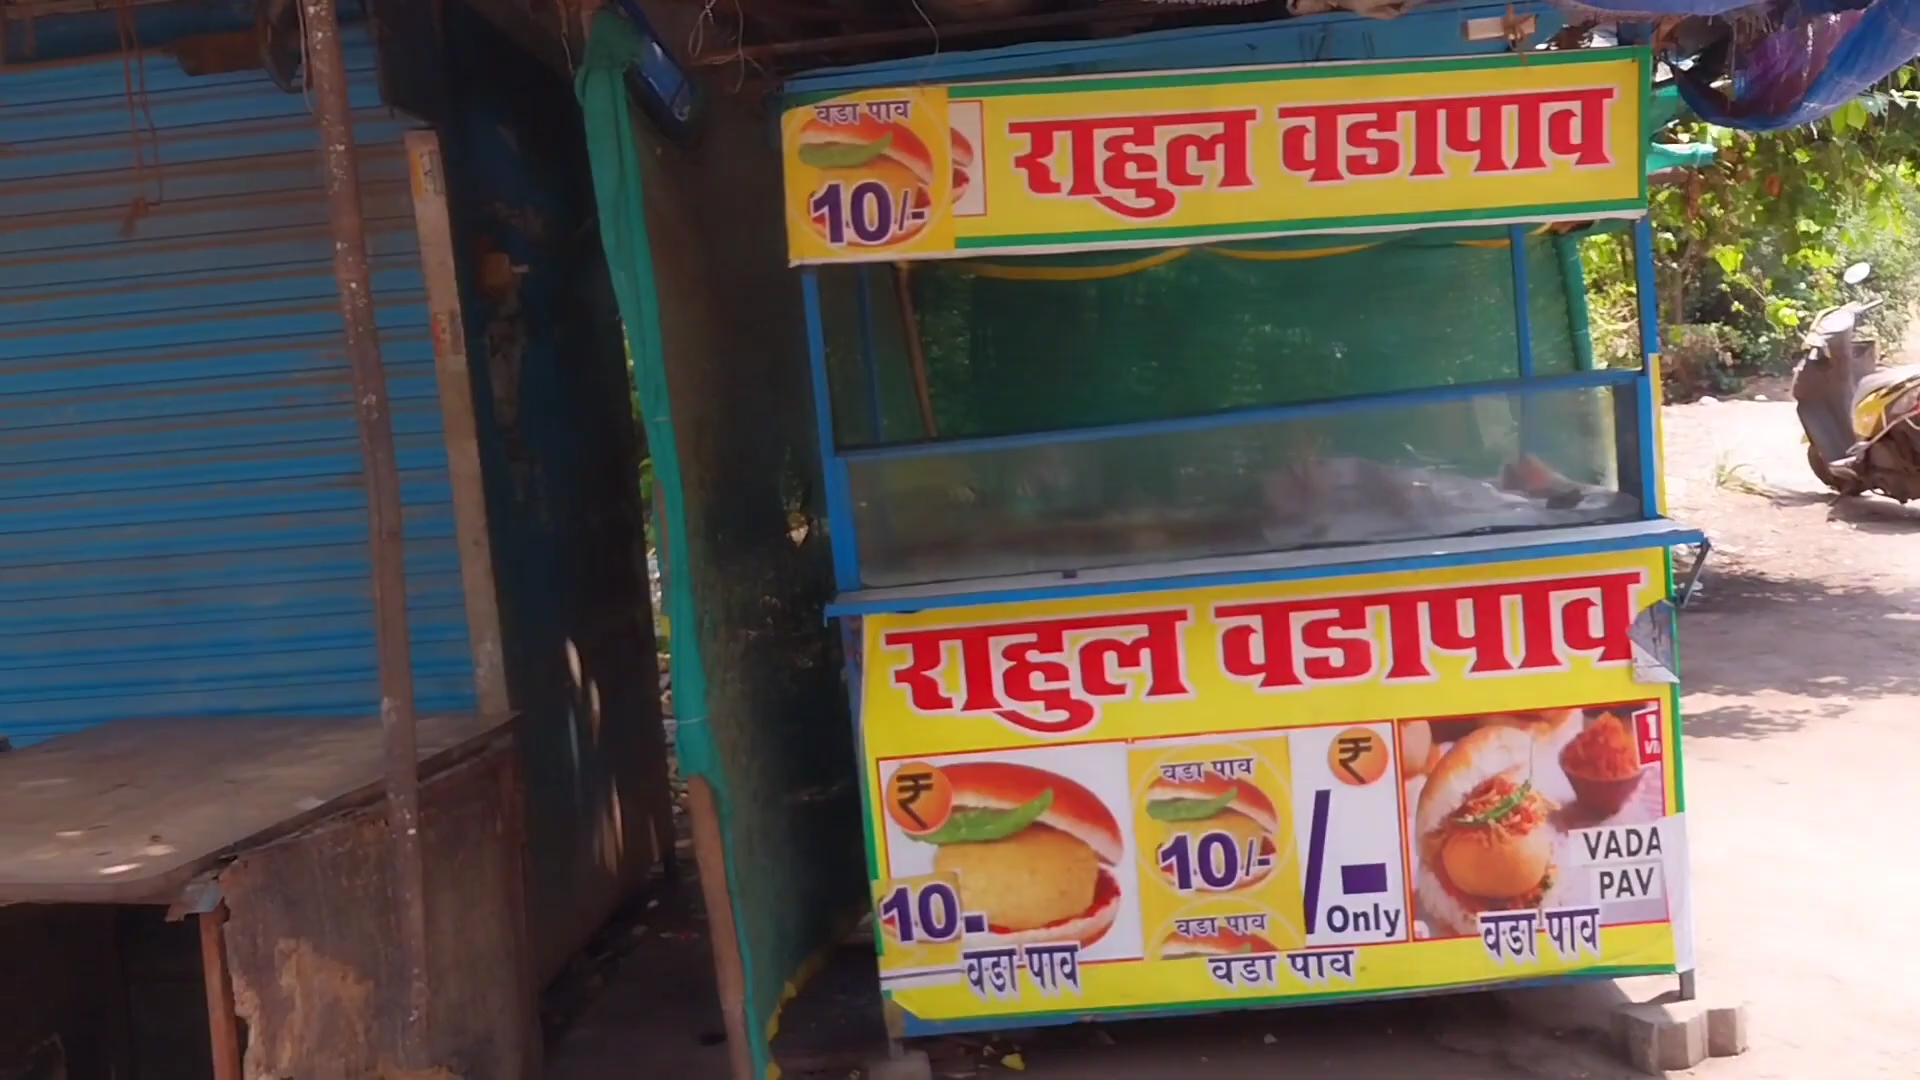 वडा पाव
10/-
राहुल वडापाव
राहुल वडापाव
₹
10-
वडा पाव
वडा पाव
10/-
वडा पाव
₹
/-
Only
वडा पाव
VADA
PAV
वडा पाव